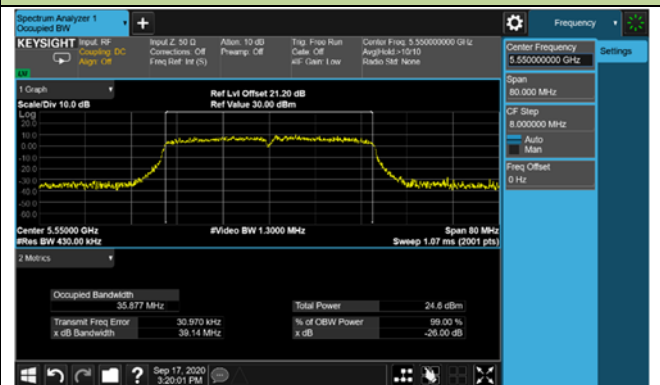 Spectrum Analyzer 1
Occupied BW
Frequency
KEYSIGHT Input: RF
Coupling: DC
Align: Off
Input Z: 50 Ω
Corrections: Off
Freq Ref: Int (S)
Atten: 10 dB
Preamp: Off
Trig: Free Run
Gate: Off
#IF Gain: Low
Center Freq: 5.550000000 GHz
Avg|Hold:>10/10
Radio Std: None
Center Frequency
5.550000000 GHz
Settings
Span
80.000 MHz
CF Step
8.000000 MHz
Auto
Man
Freq Offset
0 Hz
1 Graph
Scale/Div 10.0 dB
Ref Lvl Offset 21.20 dB
Ref Value 30.00 dBm
Log
20.0
10.0
0.00
-10.0
-20.0
-30.0
-40.0
-50.0
-60.0
Center 5.55000 GHz
#Video BW 1.3000 MHz
Span 80 MHz
#Res BW 430.00 kHz
Sweep 1.07 ms (2001 pts)
2 Metrics
Occupied Bandwidth
35.877 MHz
Total Power 24.6 dBm
Transmit Freq Error 30.970 kHz
% of OBW Power 99.00 %
x dB Bandwidth 39.14 MHz
x dB -26.00 dB
Sep 17, 2020
3:20:01 PM